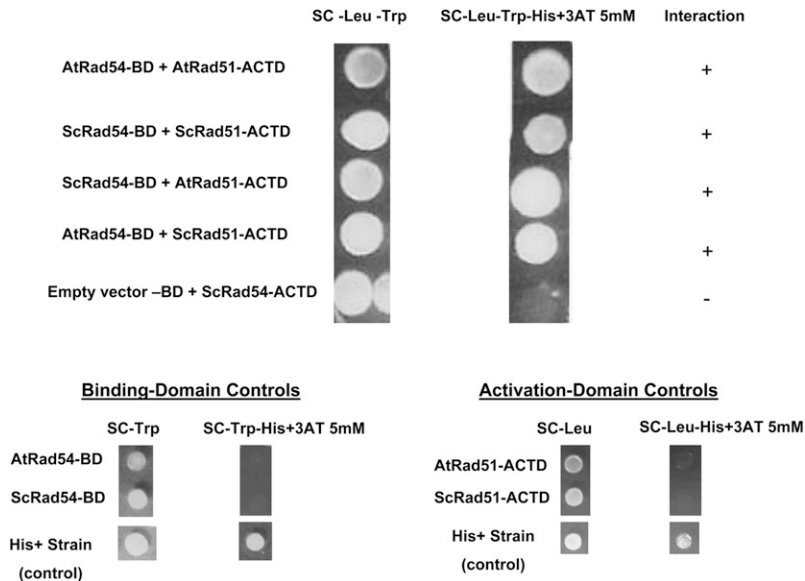 SC -Leu -Trp SC-Leu-Trp-His+3AT 5mM Interaction
AtRad54-BD + AtRad51-ACTD +
ScRad54-BD + ScRad51-ACTD +
ScRad54-BD + AtRad51-ACTD +
AtRad54-BD + ScRad51-ACTD +
Empty vector –BD + ScRad54-ACTD -
Binding-Domain Controls
SC-Trp SC-Trp-His+3AT 5mM
AtRad54-BD
ScRad54-BD
His+ Strain
(control)
Activation-Domain Controls
SC-Leu SC-Leu-His+3AT 5mM
AtRad51-ACTD
ScRad51-ACTD
His+ Strain
(control)